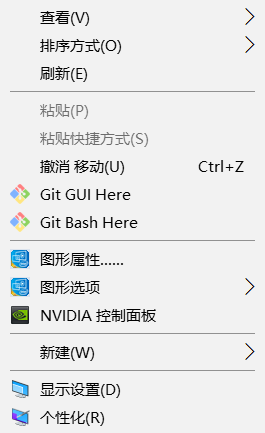 查看(V)
排序方式(O)
刷新(E)
粘贴(P)
粘贴快捷方式(S)
撤消 移动(U) Ctrl+Z
Git GUI Here
Git Bash Here
图形属性......
图形选项
NVIDIA 控制面板
新建(W)
显示设置(D)
个性化(R)